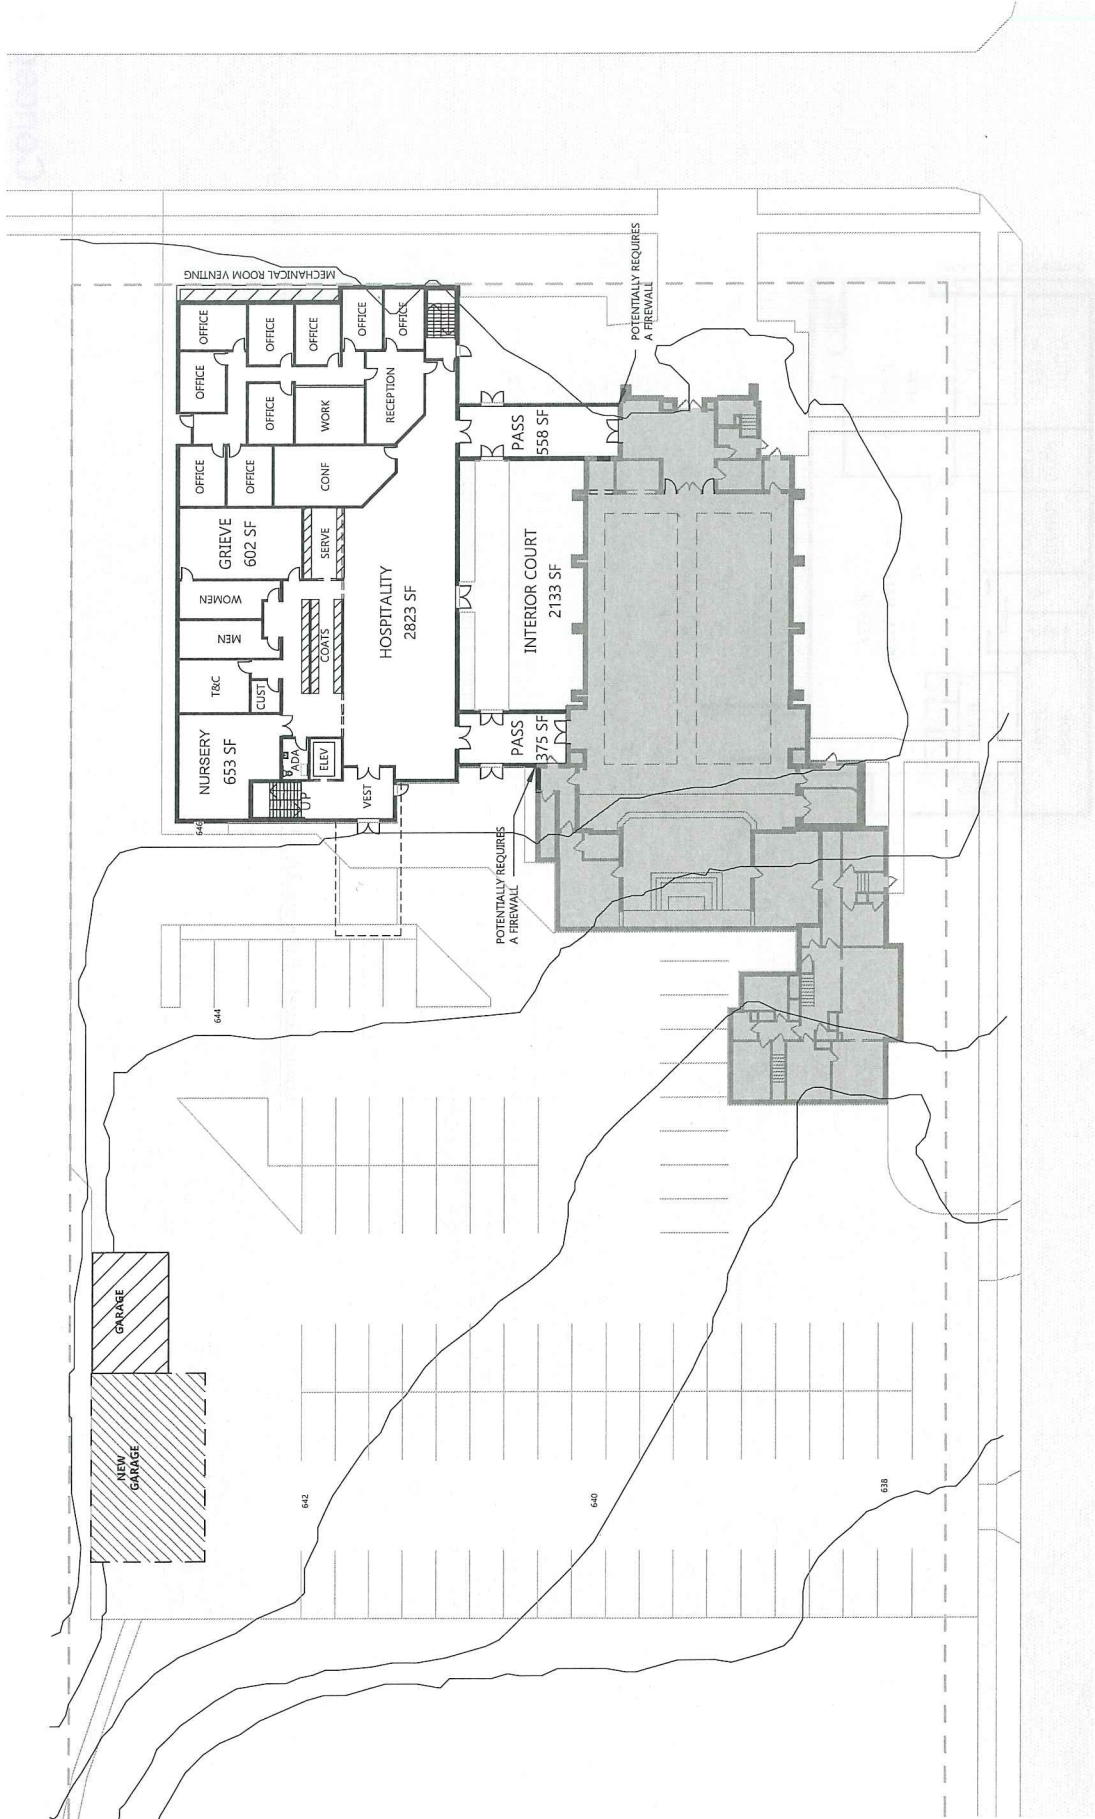 Concer
MECHANICAL ROOM VENTING
POTENTIALLY REQUIRES
A FIREWALL
OFFICE
OFFICE
OFFICE
OFFICE
OFFICE
OFFICE
OFFICE
WORK
RECEPTION
OFFICE
OFFICE
CONF
PASS
558 SF
GRIEVE
602 SF
SERVE
WOMEN
MEN
COATS
HOSPITALITY
2823 SF
INTERIOR COURT
2133 SF
T&C
CUST
NURSERY
653 SF
ADA
ELEV
UP
VEST
PASS
375 SF
646
POTENTIALLY REQUIRES
A FIREWALL
644
GARAGE
NEW
GARAGE
642
640
638